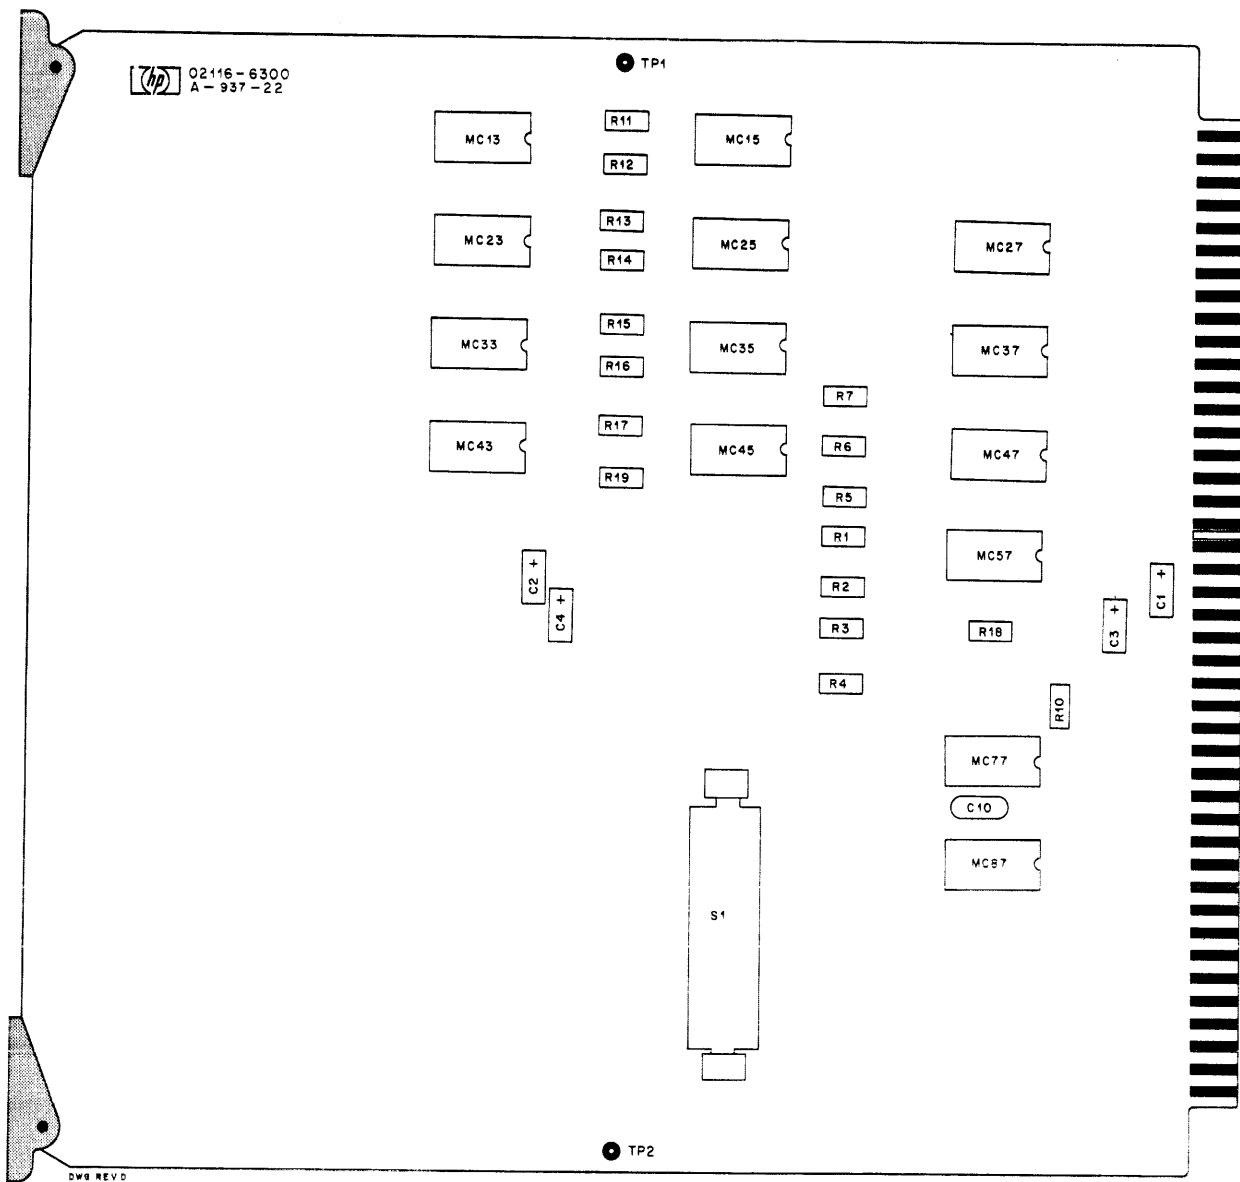 hp 02116-6300
A-937-22
TP1
MC13
R11
MC15
R12
MC23
R13
MC25
MC27
R14
MC33
R15
MC35
MC37
R16
R7
MC43
R17
MC45
R6
MC47
R19
R5
R1
MC57
C2 +
R2
C1 +
C4 +
R3
R18
C3 +
R4
R10
MC77
C10
MC87
S1
TP2
DWG REV D